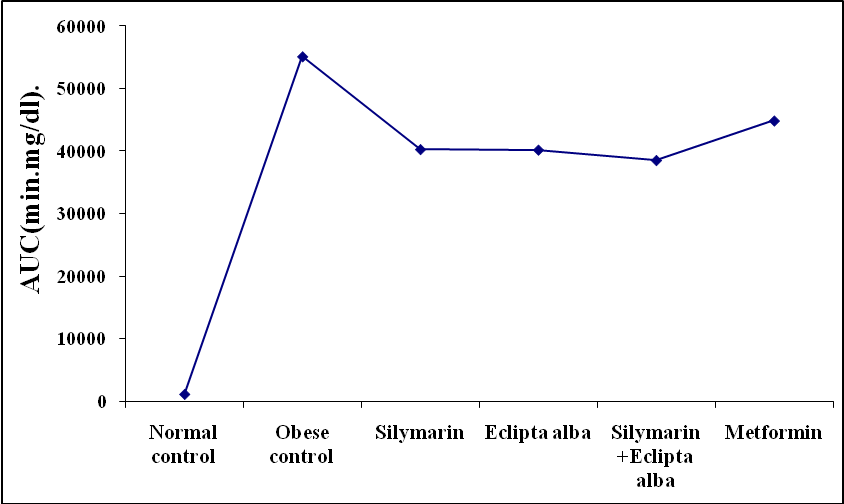 60000
50000
40000
30000
20000
10000
0
AUC(min.mg/dl).
Normal
control
Obese
control
Silymarin
Eclipta alba
Silymarin
+Eclipta
alba
Metformin